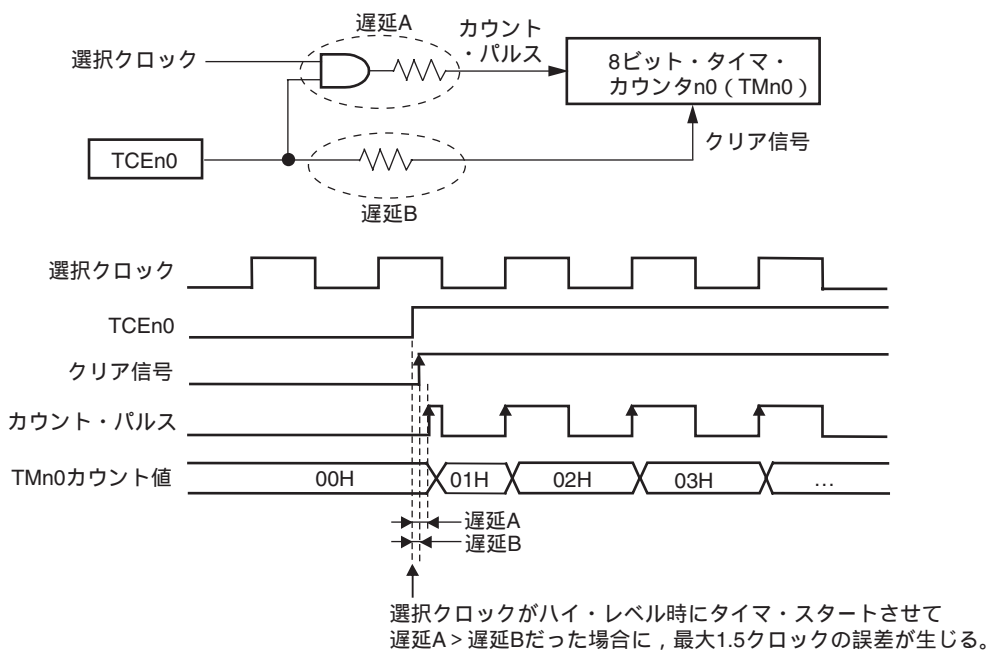 遅延A
選択クロック
カウント
・パルス
8ビット・タイマ・
カウンタn0（TMn0）
クリア信号
TCEn0
遅延B
選択クロック
TCEn0
クリア信号
カウント・パルス
TMn0カウント値
00H
01H
02H
03H
…
遅延A
遅延B
選択クロックがハイ・レベル時にタイマ・スタートさせて
遅延A＞遅延Bだった場合に，最大1.5クロックの誤差が生じる。